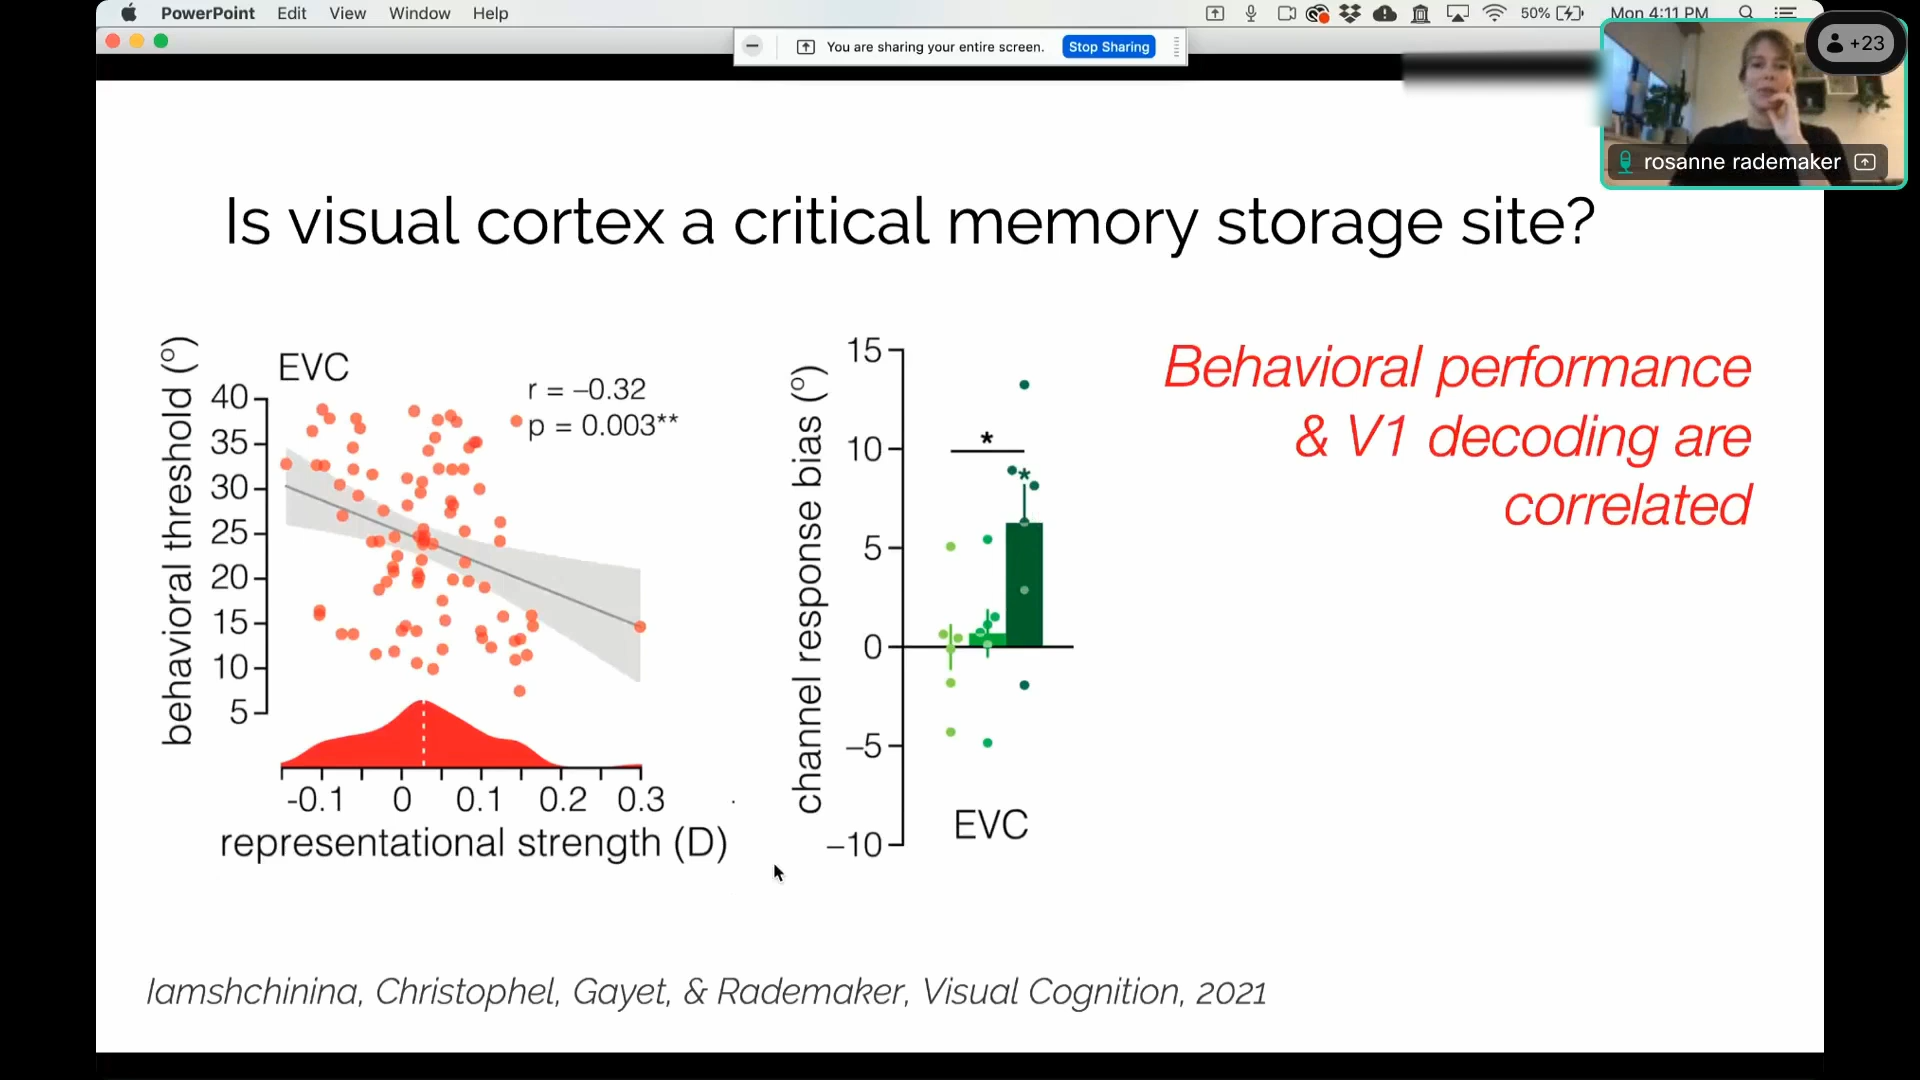 PowerPoint Edit View Window Help
50% Mon 4:11 PM
You are sharing your entire screen. Stop Sharing
+23
rosanne rademaker
Is visual cortex a critical memory storage site?
EVC
r = –0.32
p = 0.003**
behavioral threshold (º)
40
35
30
25
20
15
10
5
-0.1 0 0.1 0.2 0.3
representational strength (D)
channel response bias (º)
15
10
5
0
–5
–10
*
*
EVC
Behavioral performance
& V1 decoding are
correlated
Iamshchinina, Christophel, Gayet, & Rademaker, Visual Cognition, 2021